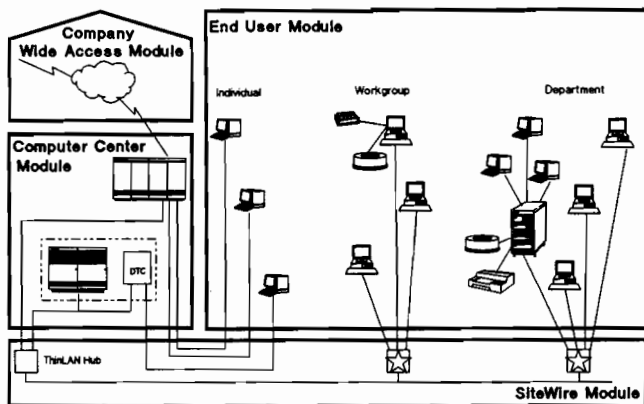 Company
Wide Access Module
End User Module
Individual
Workgroup
Department
Computer Center
Module
DTC
ThinLAN Hub
SiteWire Module